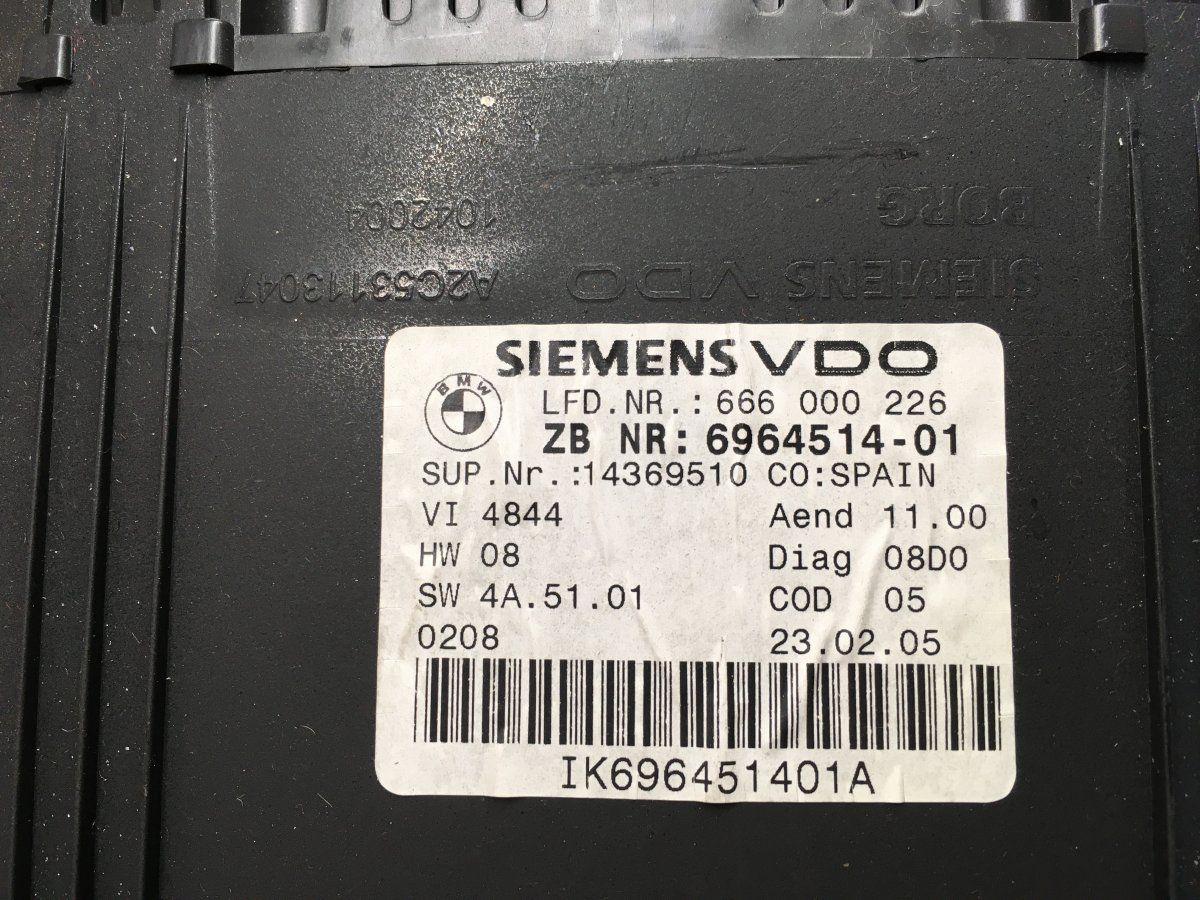 1042004
BORG
A2C53113047
SIEMENS VDO
SIEMENS VDO
BMW
LFD.NR.: 666 000 226
ZB NR: 6964514-01
SUP.Nr.:14369510 CO:SPAIN
VI 4844 Aend 11.00
HW 08 Diag 08D0
SW 4A.51.01 COD 05
0208 23.02.05
IK696451401A